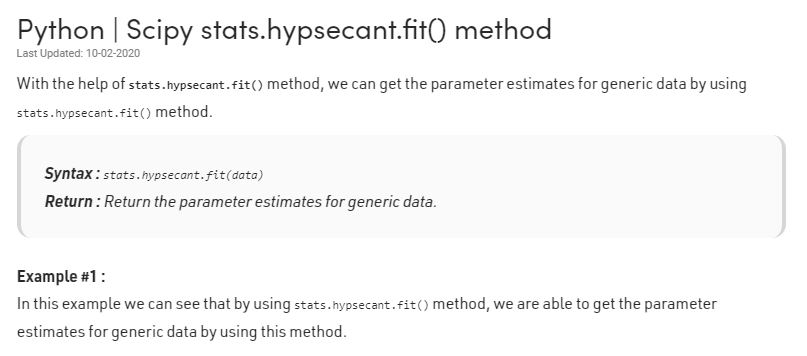 Python | Scipy stats.hypsecant.fit() method
Last Updated: 10-02-2020
With the help of stats.hypsecant.fit() method, we can get the parameter estimates for generic data by using
stats.hypsecant.fit() method.
Syntax : stats.hypsecant.fit(data)
Return : Return the parameter estimates for generic data.
Example #1 :
In this example we can see that by using stats.hypsecant.fit() method, we are able to get the parameter
estimates for generic data by using this method.